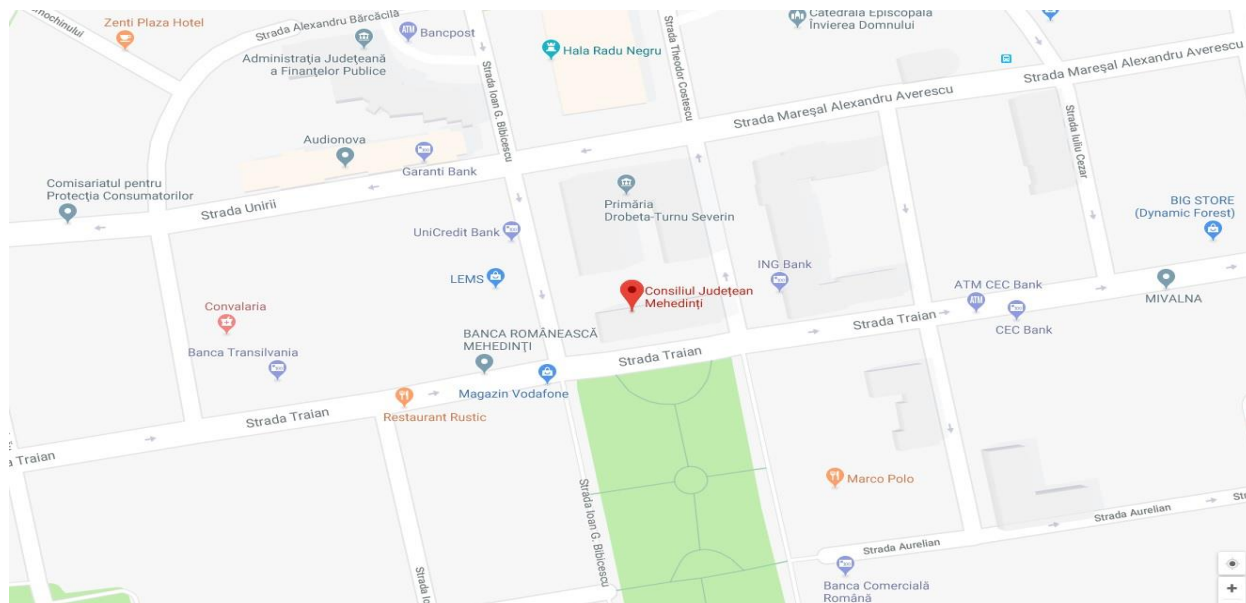 nochinului
Zenti Plaza Hotel
Strada Alexandru Bărcăcilă
Bancpost
Administrația Județeană
a Finanțelor Publice
Strada Ioan G. Bibicescu
Hala Radu Negru
Strada Theodor Costescu
Catedrala Episcopală
Învierea Domnului
Strada Mareșal Alexandru Averescu
Strada Mareșal Alexandru Averescu
Strada Iuliu Cezar
Audionova
Garanti Bank
Comisariatul pentru
Protecția Consumatorilor
Strada Unirii
Primăria
Drobeta-Turnu Severin
UniCredit Bank
BIG STORE
(Dynamic Forest)
LEMS
ING Bank
Consiliul Județean
Mehedinți
ATM CEC Bank
ATM
MIVALNA
CEC Bank
Convalaria
Strada Traian
BANCA ROMÂNEASCĂ
MEHEDINȚI
Banca Transilvania
Strada Traian
Magazin Vodafone
Restaurant Rustic
Strada Traian
a Traian
Marco Polo
Strada Ioan G. Bibicescu
Strada Aurelian
Strada Aurelian
Str
Strada Io
Banca Comercială
Română
ATM
+